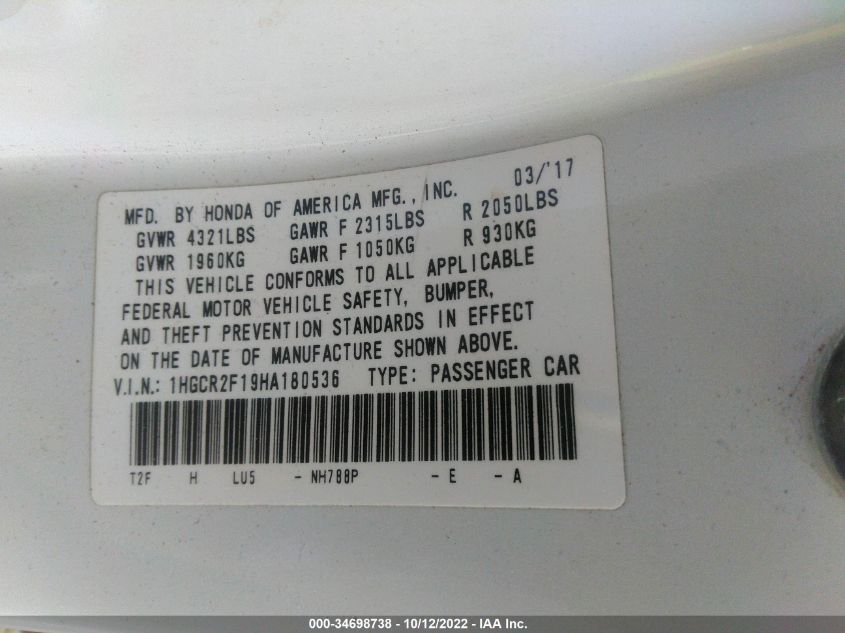 MFD. BY HONDA OF AMERICA MFG., INC. 03/'17
GVWR 4321LBS GAWR F 2315LBS R 2050LBS
GVWR 1960KG GAWR F 1050KG R 930KG
THIS VEHICLE CONFORMS TO ALL APPLICABLE
FEDERAL MOTOR VEHICLE SAFETY, BUMPER,
AND THEFT PREVENTION STANDARDS IN EFFECT
ON THE DATE OF MANUFACTURE SHOWN ABOVE.
V.I.N.: 1HGCR2F19HA180536 TYPE: PASSENGER CAR
T2F H LU5 - NH788P - E - A
000-34698738 - 10/12/2022 - IAA Inc.